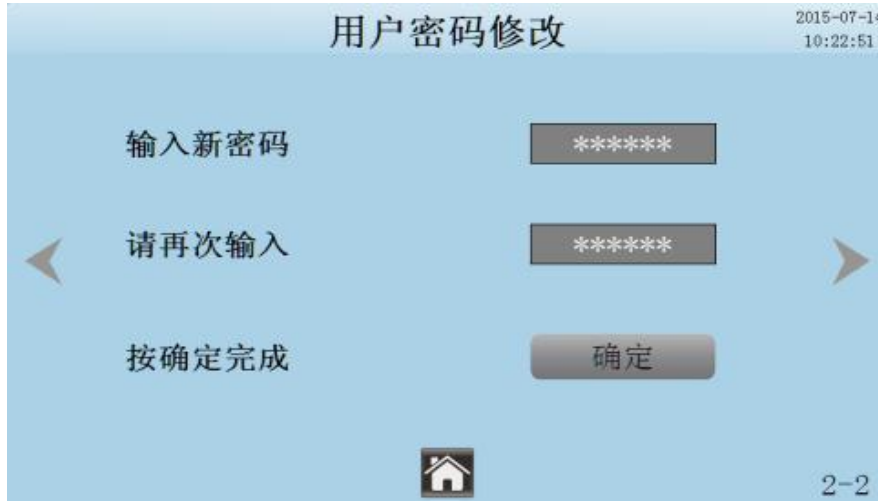 用户密码修改
2015-07-14
10:22:51
输入新密码 ******
请再次输入 ******
按确定完成 确定
2-2